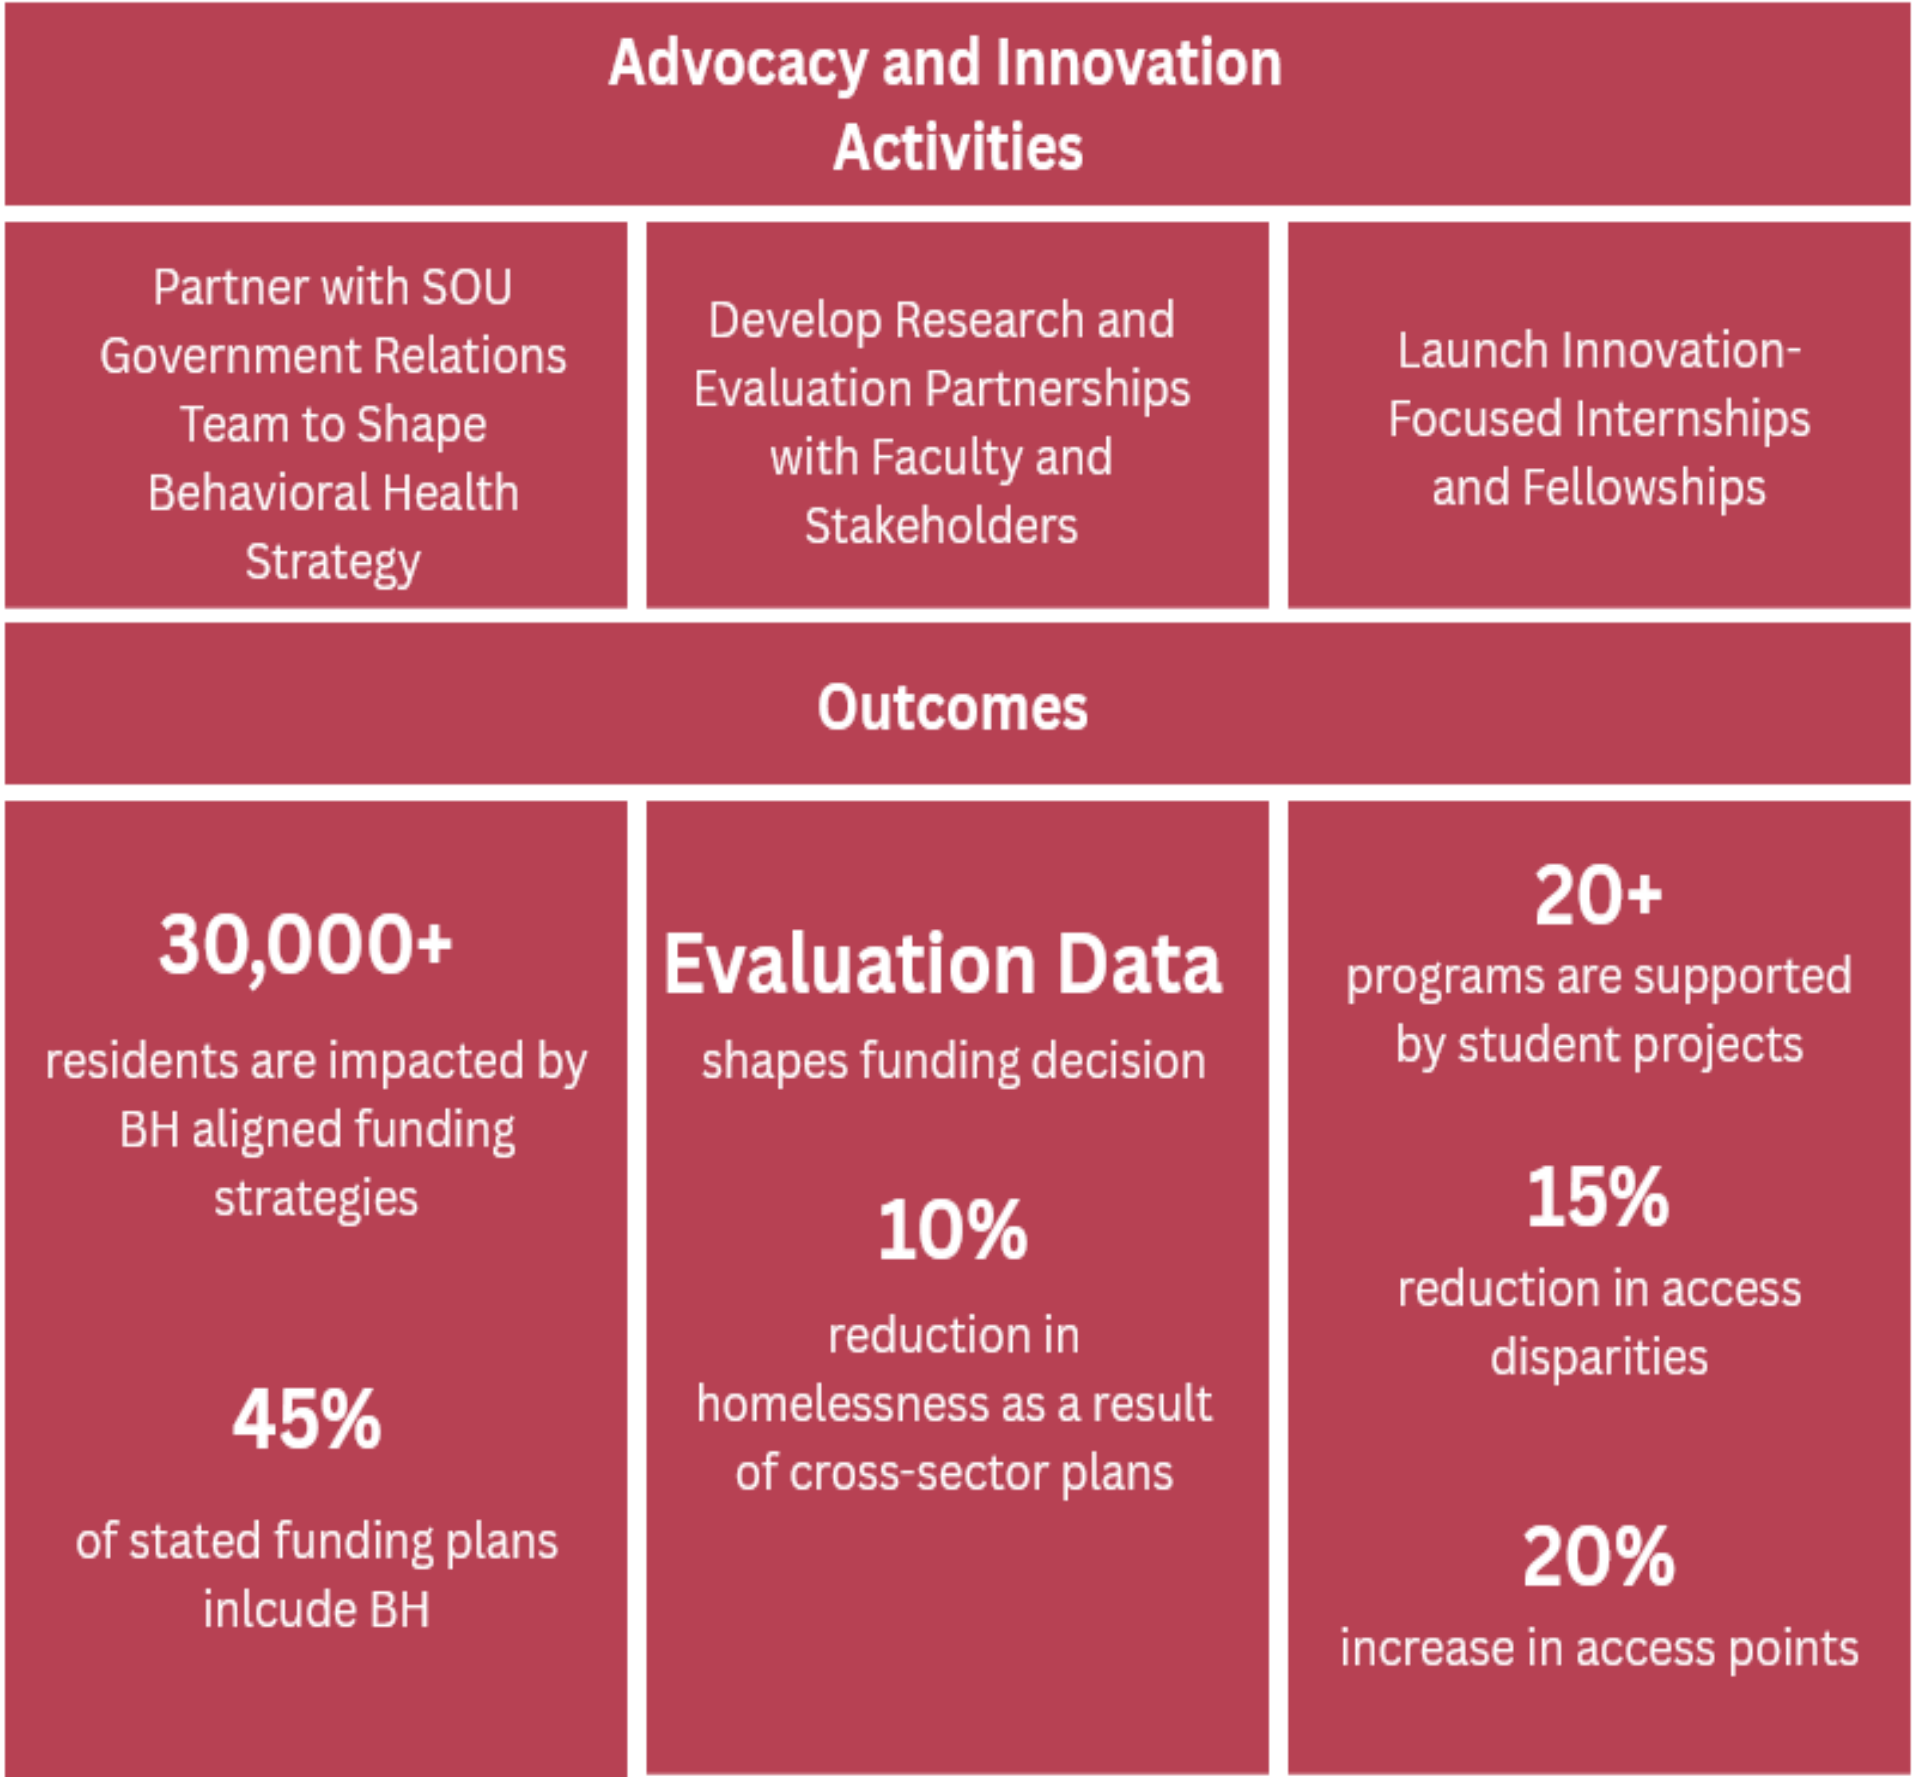 Advocacy and Innovation
Activities
Partner with SOU
Government Relations
Team to Shape
Behavioral Health
Strategy
Develop Research and
Evaluation Partnerships
with Faculty and
Stakeholders
Launch Innovation-
Focused Internships
and Fellowships
Outcomes
30,000+
residents are impacted by
BH aligned funding
strategies
45%
of stated funding plans
inlcude BH
Evaluation Data
shapes funding decision
10%
reduction in
homelessness as a result
of cross-sector plans
20+
programs are supported
by student projects
15%
reduction in access
disparities
20%
increase in access points